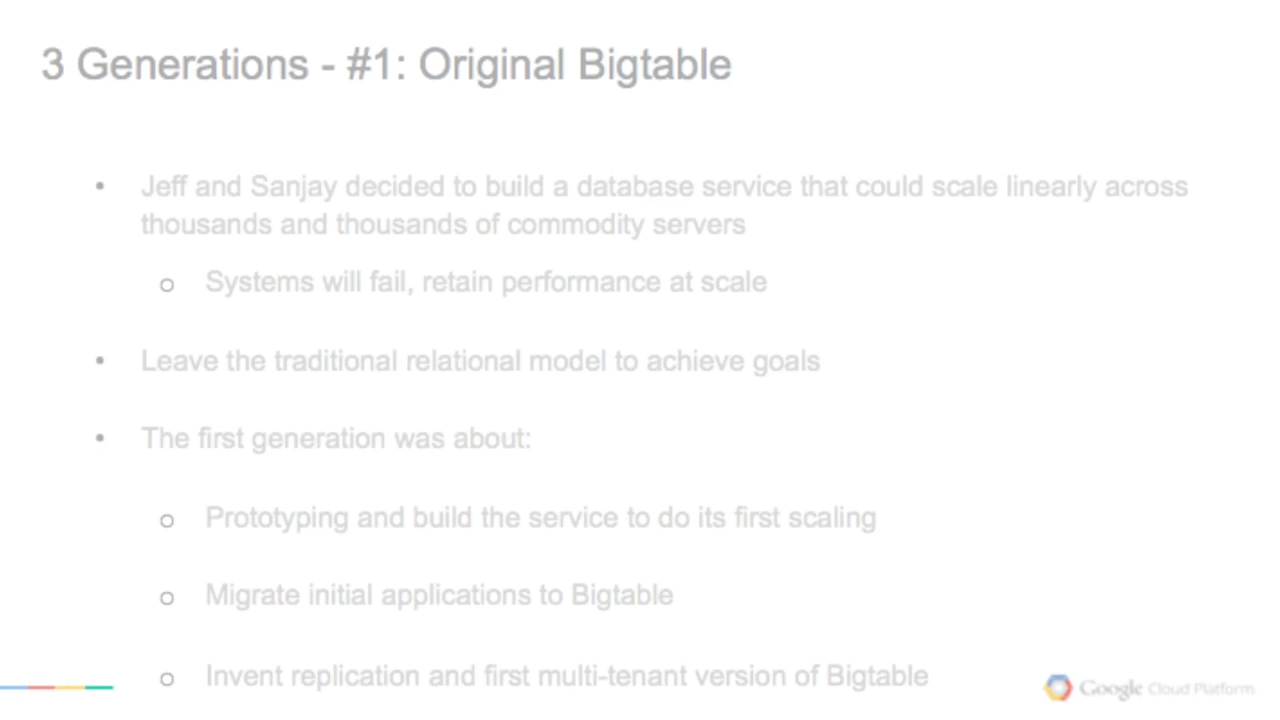 3 Generations - #1: Original Bigtable
• Jeff and Sanjay decided to build a database service that could scale linearly across
thousands and thousands of commodity servers
o Systems will fail, retain performance at scale
• Leave the traditional relational model to achieve goals
• The first generation was about:
o Prototyping and build the service to do its first scaling
o Migrate initial applications to Bigtable
o Invent replication and first multi-tenant version of Bigtable
Google Cloud Platform